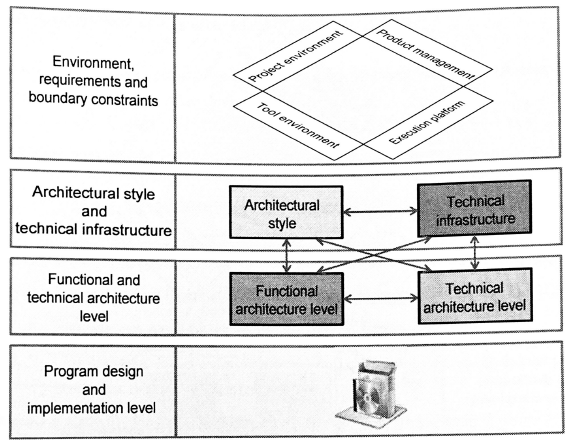 Environment,
requirements and
boundary constraints
Project environment
Product management
Tool environment
Execution platform
Architectural style
and
technical infrastructure
Architectural
style
Technical
infrastructure
Functional and
technical architecture
level
Functional
architecture level
Technical
architecture level
Program design
and
implementation level